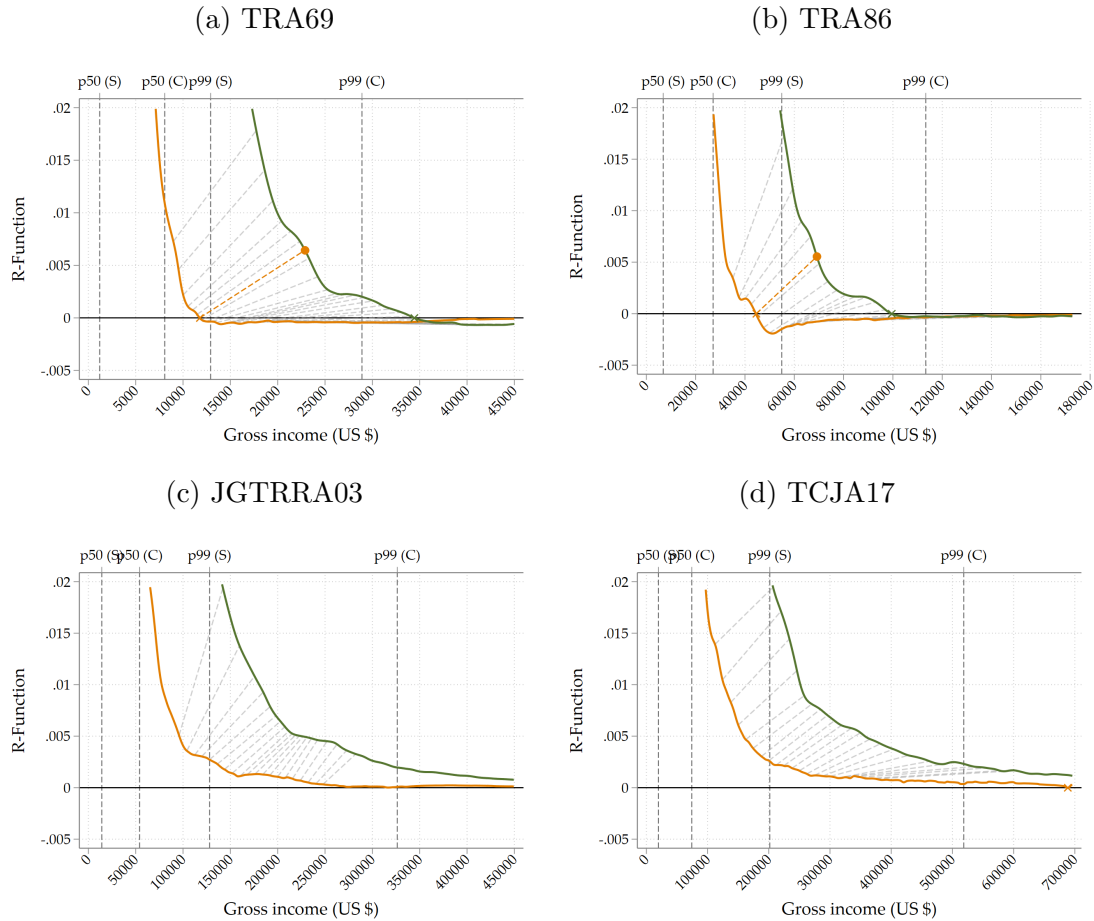 (a) TRA69
p50 (S) p50 (C) p99 (S) p99 (C)
.02
.015
.01
.005
0
-.005
R-Function
0 5000 10000 15000 20000 25000 30000 35000 40000 45000
Gross income (US $)
(b) TRA86
p50 (S) p50 (C) p99 (S) p99 (C)
.02
.015
.01
.005
0
-.005
R-Function
0 20000 40000 60000 80000 100000 120000 140000 160000 180000
Gross income (US $)
(c) JGTRRA03
p50 (S) p50 (C) p99 (S) p99 (C)
.02
.015
.01
.005
0
-.005
R-Function
0 50000 100000 150000 200000 250000 300000 350000 400000 450000
Gross income (US $)
(d) TCJA17
p50 (S) p50 (C) p99 (S) p99 (C)
.02
.015
.01
.005
0
-.005
R-Function
0 100000 200000 300000 400000 500000 600000 700000
Gross income (US $)